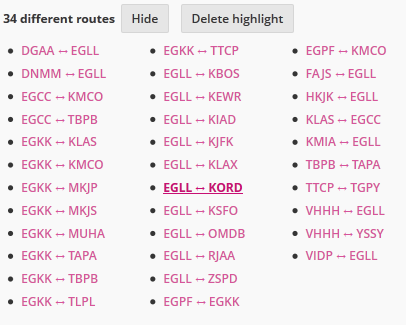 34 different routes Hide Delete highlight
DGAA ↔ EGLL
DNMM ↔ EGLL
EGCC ↔ KMCO
EGCC ↔ TBPB
EGKK ↔ KLAS
EGKK ↔ KMCO
EGKK ↔ MKJP
EGKK ↔ MKJS
EGKK ↔ MUHA
EGKK ↔ TAPA
EGKK ↔ TBPB
EGKK ↔ TLPL
EGKK ↔ TTCP
EGLL ↔ KBOS
EGLL ↔ KEWR
EGLL ↔ KIAD
EGLL ↔ KJFK
EGLL ↔ KLAX
EGLL ↔ KORD
EGLL ↔ KSFO
EGLL ↔ OMDB
EGLL ↔ RJAA
EGLL ↔ ZSPD
EGPF ↔ EGKK
EGPF ↔ KMCO
FAJS ↔ EGLL
HKJK ↔ EGLL
KLAS ↔ EGCC
KMIA ↔ EGLL
TBPB ↔ TAPA
TTCP ↔ TGPY
VHHH ↔ EGLL
VHHH ↔ YSSY
VIDP ↔ EGLL